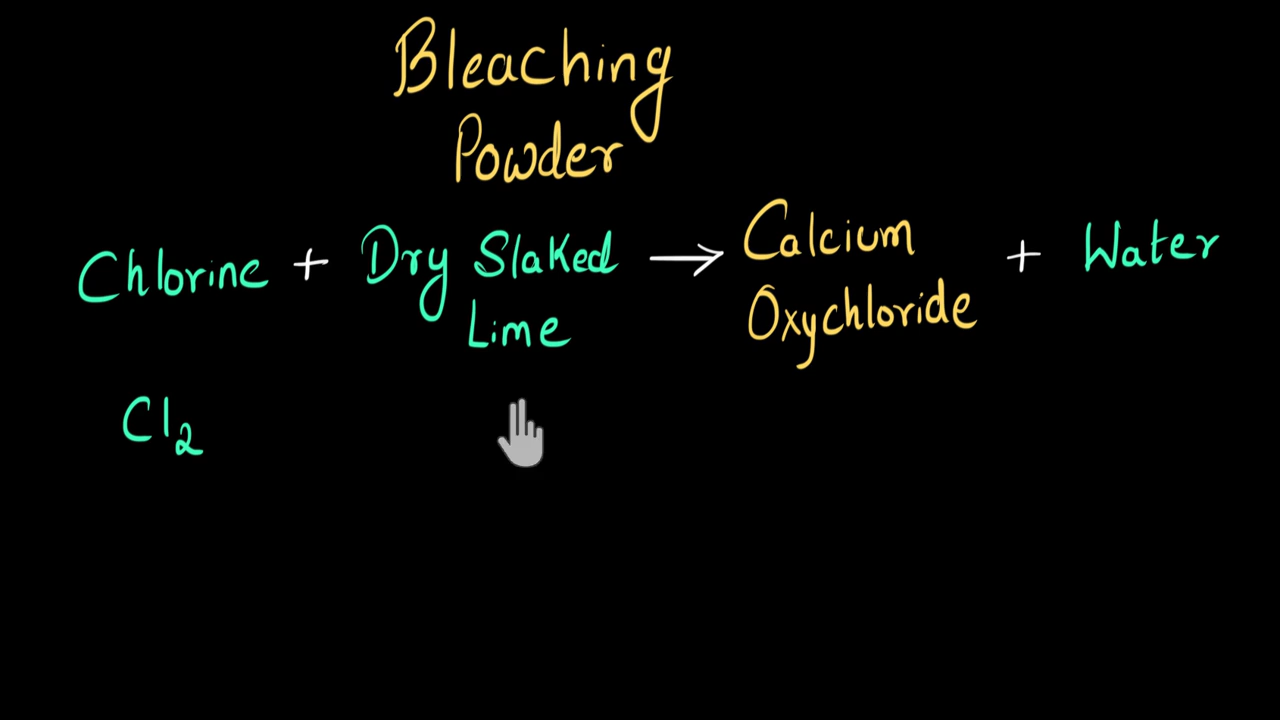 Bleaching
Powder
Chlorine + Dry Slaked Lime → Calcium Oxychloride + Water
Cl₂